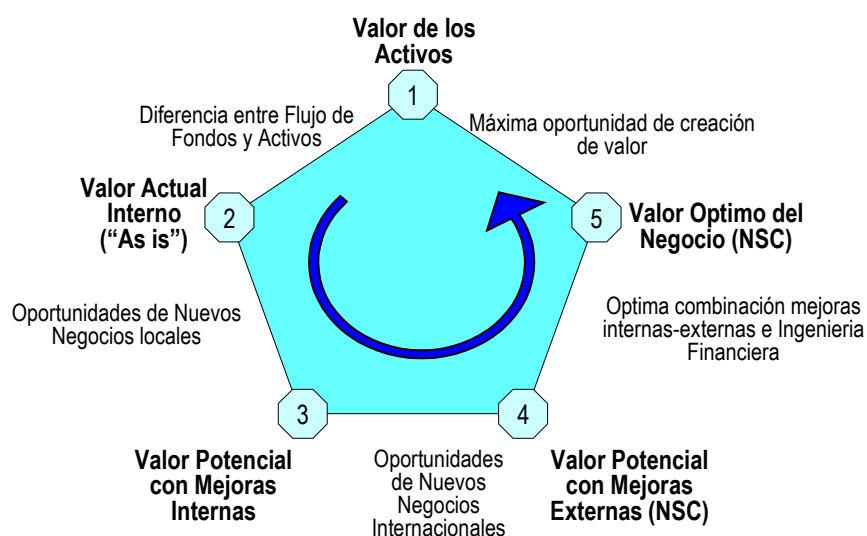 Valor de los
Activos
1
Diferencia entre Flujo de
Fondos y Activos
Máxima oportunidad de creación
de valor
Valor Actual
Interno
(“As is”)
2
5
Valor Optimo del
Negocio (NSC)
Oportunidades de Nuevos
Negocios locales
Optima combinación mejoras
internas-externas e Ingenieria
Financiera
3
4
Valor Potencial
con Mejoras
Internas
Oportunidades
de Nuevos
Negocios
Internacionales
Valor Potencial
con Mejoras
Externas (NSC)